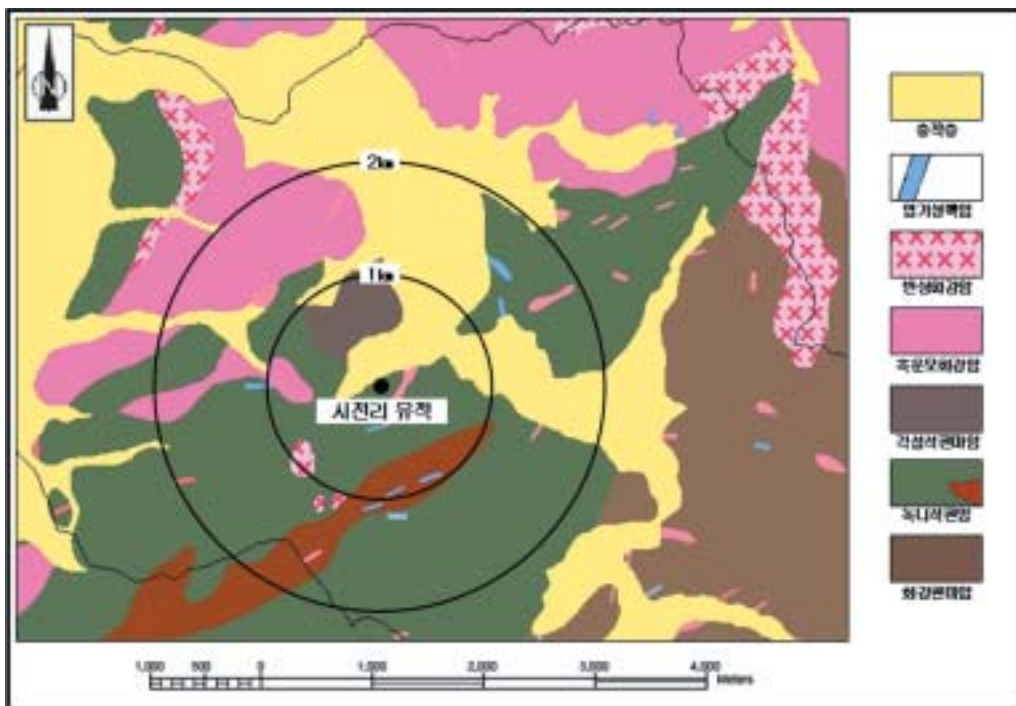 N
2km
1km
시전리 유적
충적층
염기성맥암
반상화강암
흑운모화강암
각섬석편마암
녹니석편암
화강편마암
1,000 500 0 1,000 2,000 3,000 4,000
Meters